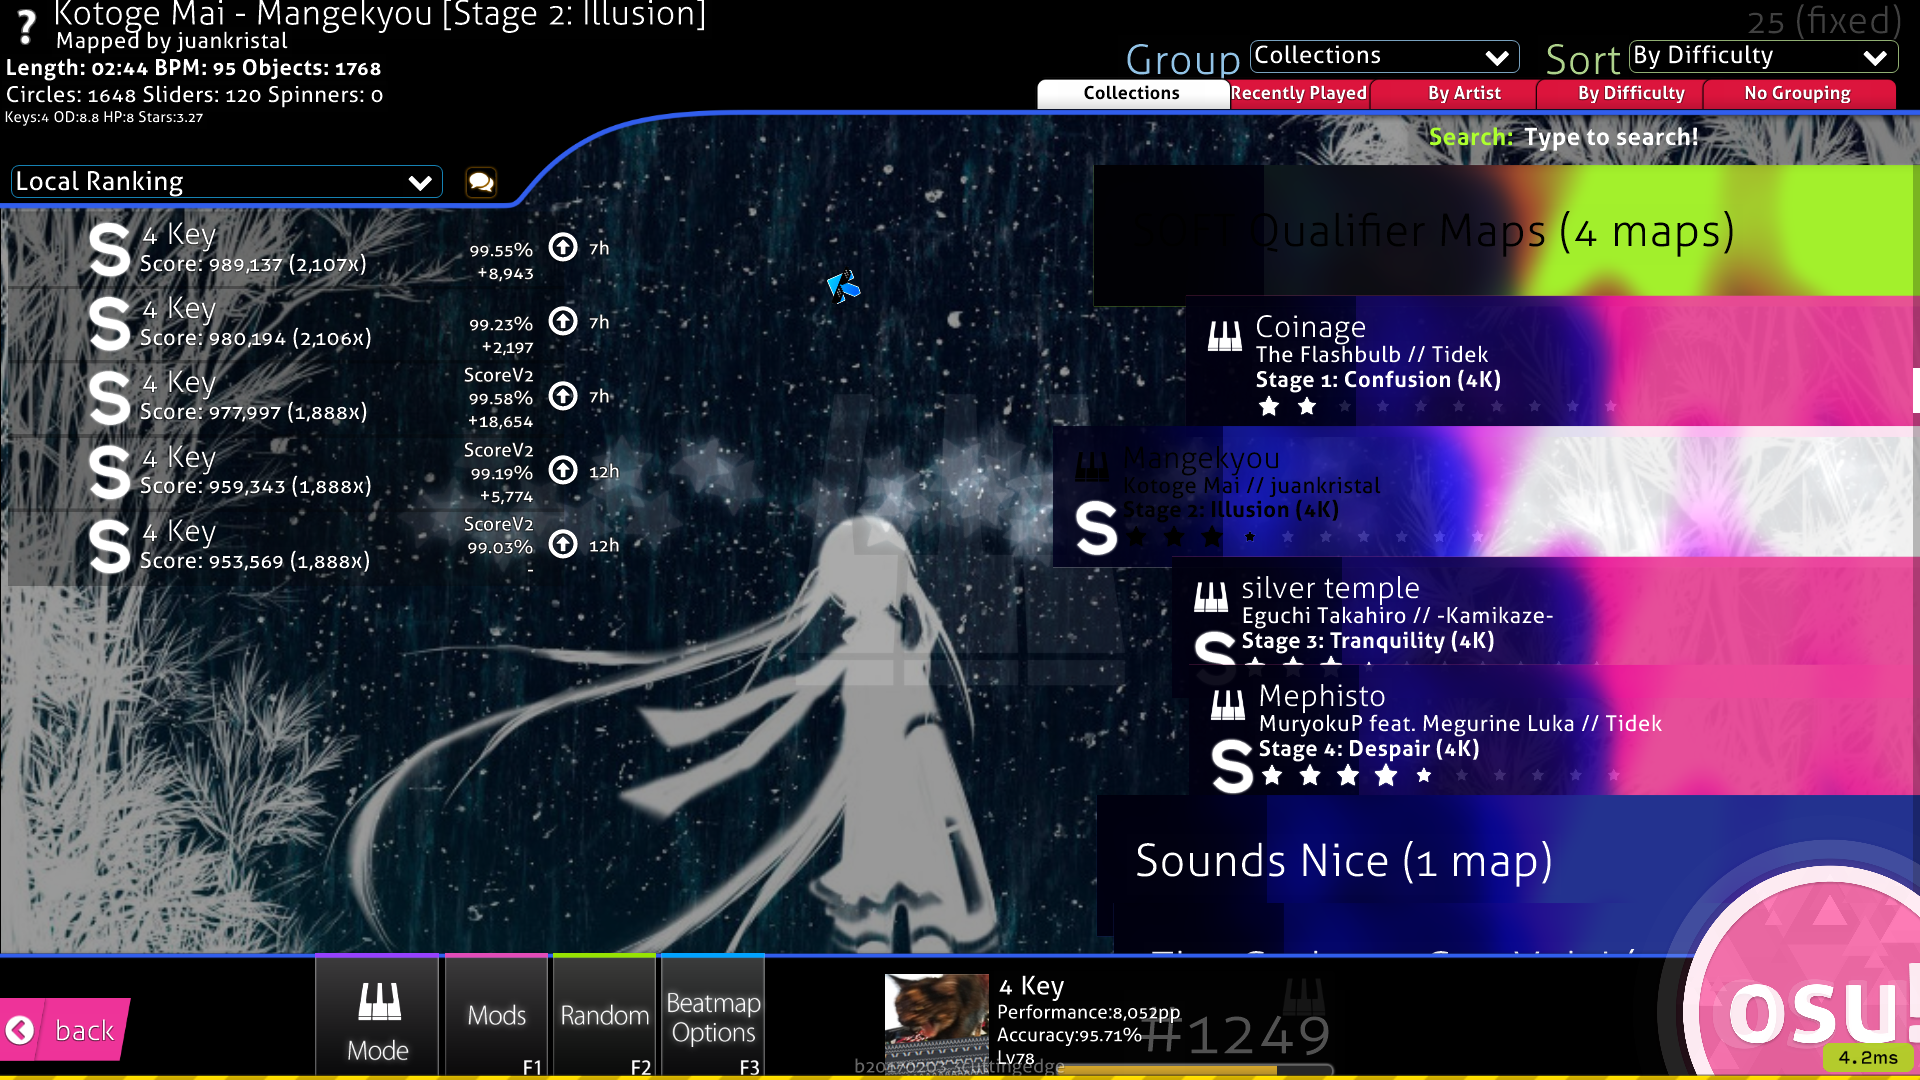 Kotoge Mai - Mangekyou [Stage 2: Illusion]
Mapped by juankristal
Length: 02:44 BPM: 95 Objects: 1768
Circles: 1648 Sliders: 120 Spinners: 0
Keys:4 OD:8.8 HP:8 Stars:3.27
25 (fixed)
Group Collections Sort By Difficulty
Collections Recently Played By Artist By Difficulty No Grouping
Search: Type to search!
Local Ranking
S 4 Key
Score: 989,137 (2,107x)
99.55%
+8,943
7h
S 4 Key
Score: 980,194 (2,106x)
99.23%
+2,197
7h
S 4 Key
Score: 977,997 (1,888x)
ScoreV2
99.58%
+18,654
7h
S 4 Key
Score: 959,343 (1,888x)
ScoreV2
99.19%
+5,774
12h
S 4 Key
Score: 953,569 (1,888x)
ScoreV2
99.03%
-
12h
Qualifier Maps (4 maps)
Coinage
The Flashbulb // Tidek
Stage 1: Confusion (4K)
Mangekyou
Kotoge Mai // juankristal
S Stage 2: Illusion (4K)
silver temple
Eguchi Takahiro // -Kamikaze-
S Stage 3: Tranquility (4K)
Mephisto
MuryokuP feat. Megurine Luka // Tidek
S Stage 4: Despair (4K)
Sounds Nice (1 map)
back
Mode
Mods
F1
Random
F2
Beatmap
Options
F3
4 Key
Performance:8,052pp
Accuracy:95.71%
Lv78
#1249
osu!
4.2ms